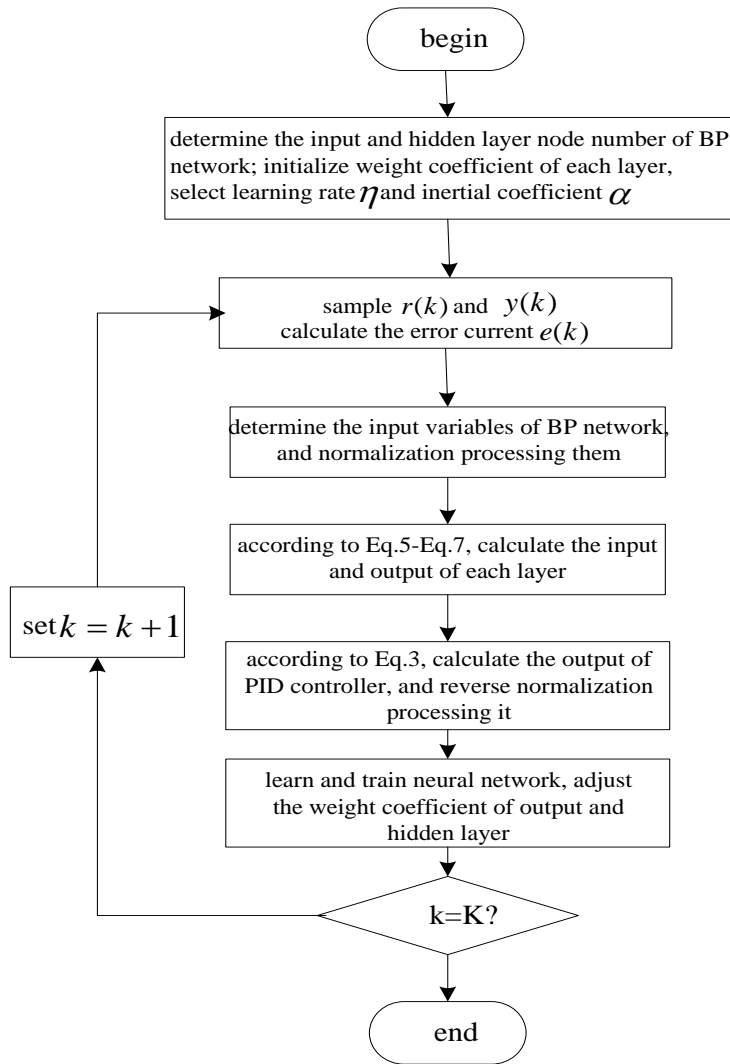 begin
determine the input and hidden layer node number of BP
network; initialize weight coefficient of each layer,
select learning rate η and inertial coefficient α
sample r(k) and y(k)
calculate the error current e(k)
determine the input variables of BP network,
and normalization processing them
according to Eq.5-Eq.7, calculate the input
and output of each layer
set k = k + 1
according to Eq.3, calculate the output of
PID controller, and reverse normalization
processing it
learn and train neural network, adjust
the weight coefficient of output and
hidden layer
k=K?
end